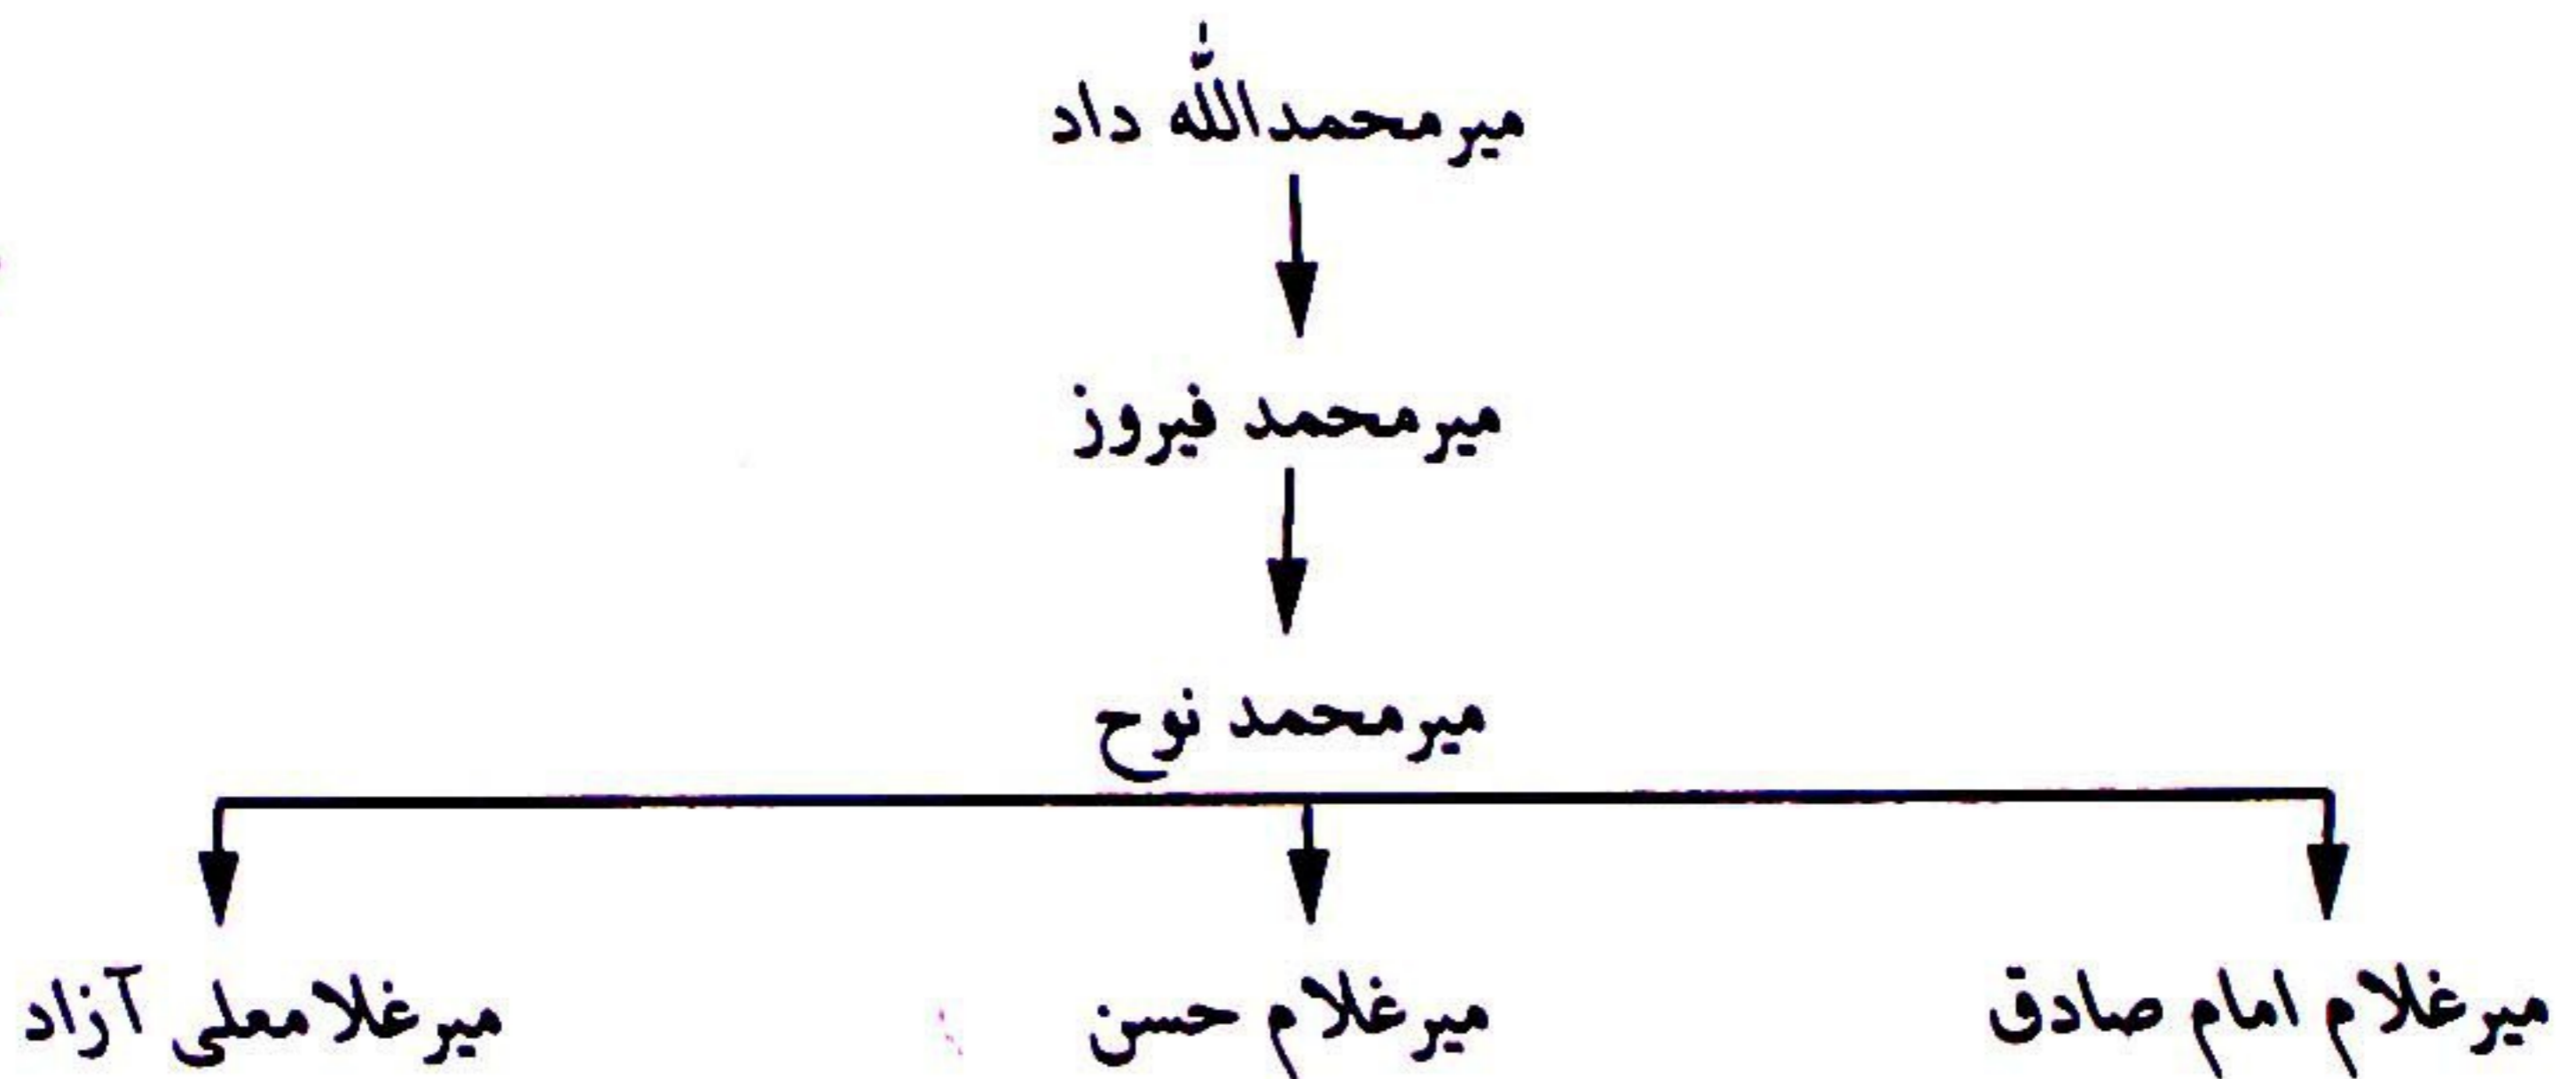 میرمحمدالله داد
میرمحمد فیروز
میرمحمد نوح
میرغلام امام صادق
میرغلام حسن
میرغلامعلی آزاد